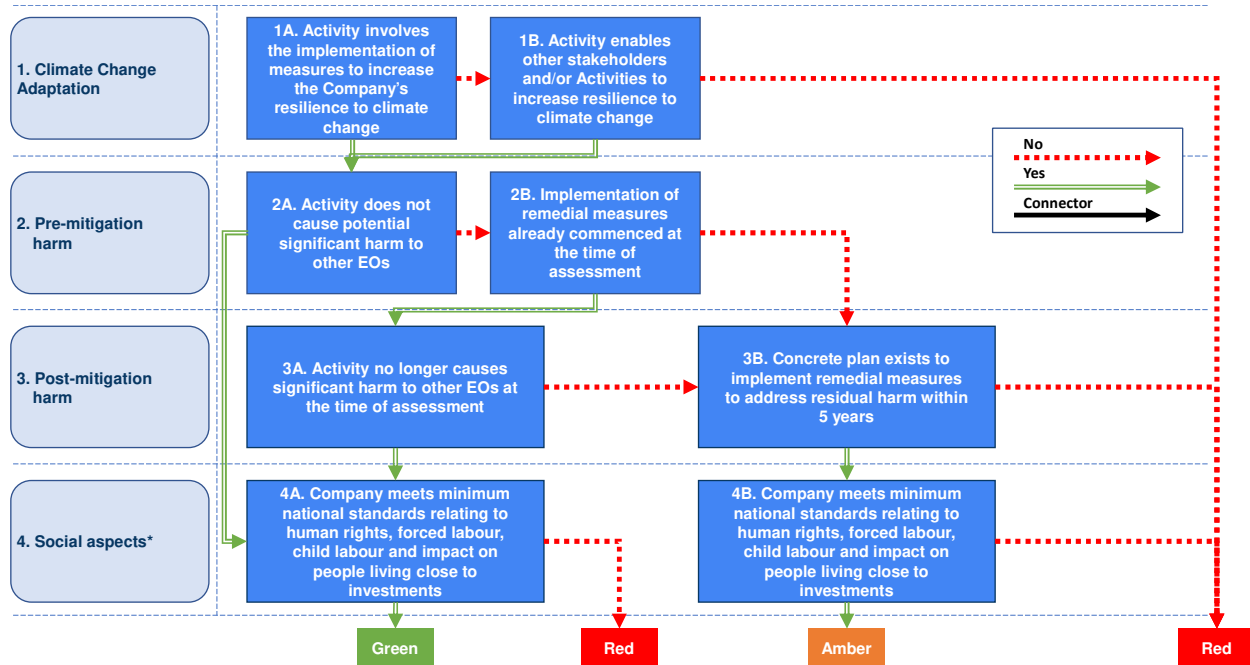 1. Climate Change
Adaptation
1A. Activity involves
the implementation of
measures to increase
the Company's
resilience to climate
change
1B. Activity enables
other stakeholders
and/or Activities to
increase resilience to
climate change
No
Yes
Connector
2. Pre-mitigation
harm
2A. Activity does not
cause potential
significant harm to
other EOs
2B. Implementation of
remedial measures
already commenced at
the time of
assessment
3. Post-mitigation
harm
3A. Activity no longer causes
significant harm to other EOs at
the time of assessment
3B. Concrete plan exists to
implement remedial measures
to address residual harm within
5 years
4. Social aspects*
4A. Company meets minimum
national standards relating to
human rights, forced labour,
child labour and impact on
people living close to
investments
4B. Company meets minimum
national standards relating to
human rights, forced labour,
child labour and impact on
people living close to
investments
Green
Red
Amber
Red